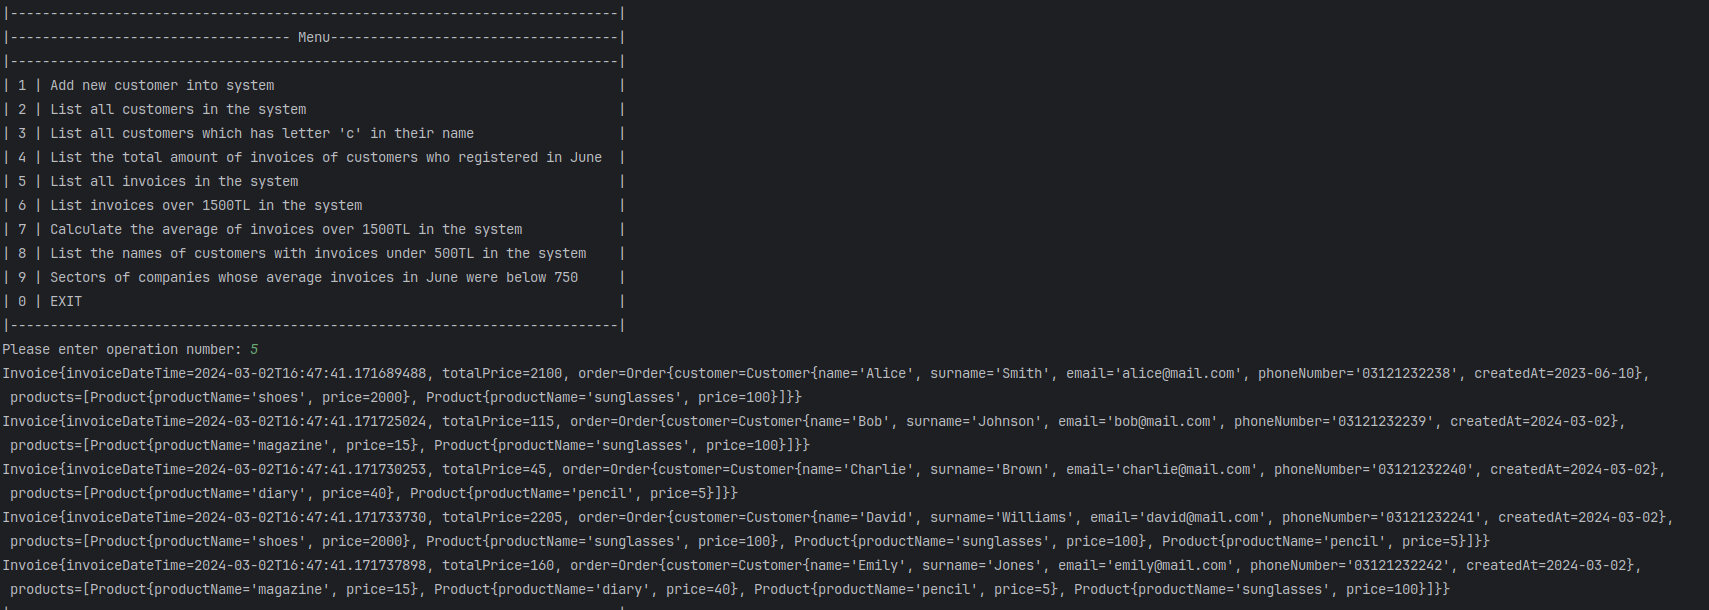 |----------------------------------------------------------------------------|
|----------------------------------- Menu------------------------------------|
|----------------------------------------------------------------------------|
| 1 | Add new customer into system                                           |
| 2 | List all customers in the system                                       |
| 3 | List all customers which has letter 'c' in their name                  |
| 4 | List the total amount of invoices of customers who registered in June  |
| 5 | List all invoices in the system                                        |
| 6 | List invoices over 1500TL in the system                                |
| 7 | Calculate the average of invoices over 1500TL in the system            |
| 8 | List the names of customers with invoices under 500TL in the system    |
| 9 | Sectors of companies whose average invoices in June were below 750     |
| 0 | EXIT                                                                   |
|----------------------------------------------------------------------------|
Please enter operation number: 5
Invoice{invoiceDateTime=2024-03-02T16:47:41.171689488, totalPrice=2100, order=Order{customer=Customer{name='Alice', surname='Smith', email='alice@mail.com', phoneNumber='03121232238', createdAt=2023-06-10},
 products=[Product{productName='shoes', price=2000}, Product{productName='sunglasses', price=100}]}}
Invoice{invoiceDateTime=2024-03-02T16:47:41.171725024, totalPrice=115, order=Order{customer=Customer{name='Bob', surname='Johnson', email='bob@mail.com', phoneNumber='03121232239', createdAt=2024-03-02},
 products=[Product{productName='magazine', price=15}, Product{productName='sunglasses', price=100}]}}
Invoice{invoiceDateTime=2024-03-02T16:47:41.171730253, totalPrice=45, order=Order{customer=Customer{name='Charlie', surname='Brown', email='charlie@mail.com', phoneNumber='03121232240', createdAt=2024-03-02},
 products=[Product{productName='diary', price=40}, Product{productName='pencil', price=5}]}}
Invoice{invoiceDateTime=2024-03-02T16:47:41.171733730, totalPrice=2205, order=Order{customer=Customer{name='David', surname='Williams', email='david@mail.com', phoneNumber='03121232241', createdAt=2024-03-02},
 products=[Product{productName='shoes', price=2000}, Product{productName='sunglasses', price=100}, Product{productName='sunglasses', price=100}, Product{productName='pencil', price=5}]}}
Invoice{invoiceDateTime=2024-03-02T16:47:41.171737898, totalPrice=160, order=Order{customer=Customer{name='Emily', surname='Jones', email='emily@mail.com', phoneNumber='03121232242', createdAt=2024-03-02},
 products=[Product{productName='magazine', price=15}, Product{productName='diary', price=40}, Product{productName='pencil', price=5}, Product{productName='sunglasses', price=100}]}}